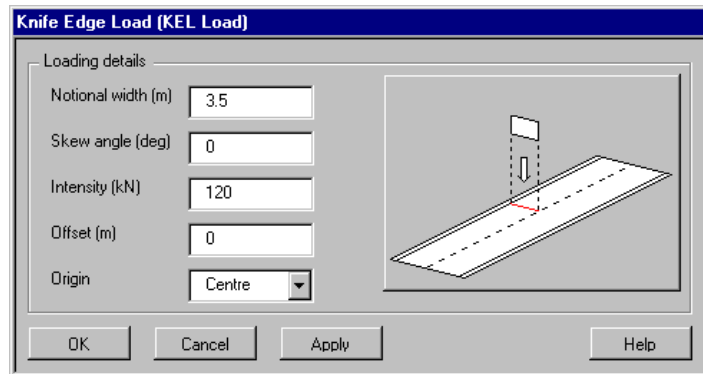 Knife Edge Load (KEL Load)
Loading details
Notional width (m) 3.5
Skew angle (deg) 0
Intensity (kN) 120
Offset (m) 0
Origin Centre
OK Cancel Apply Help